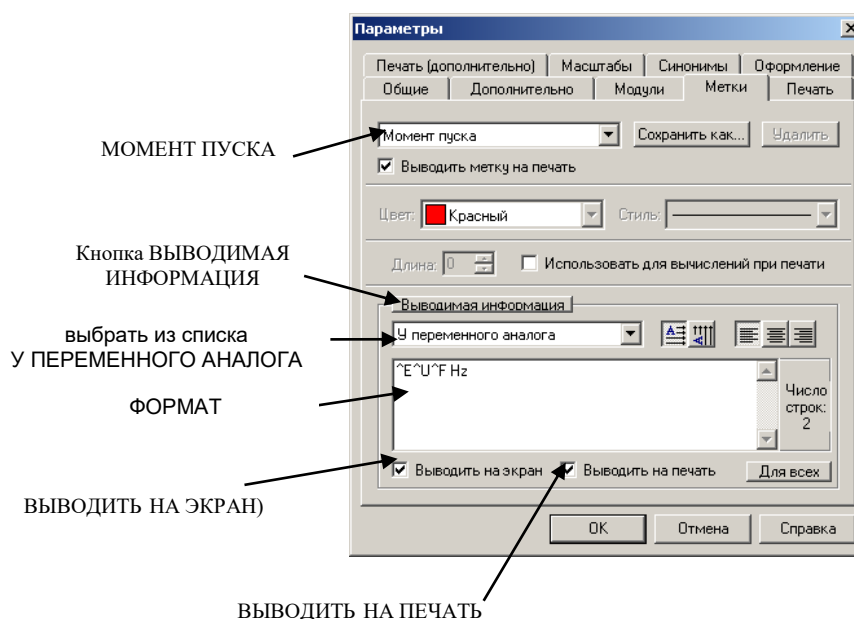 Параметры
Печать (дополнительно) Масштабы Синонимы Оформление
Общие Дополнительно Модули Метки Печать
МОМЕНТ ПУСКА
Момент пуска Сохранить как... Удалить
Выводить метку на печать
Цвет: Красный Стиль:
Кнопка ВЫВОДИМАЯ
ИНФОРМАЦИЯ
Длина: 0 Использовать для вычислений при печати
Выводимая информация
выбрать из списка
У ПЕРЕМЕННОГО АНАЛОГА
У переменного аналога
ФОРМАТ
^E^U^F Hz
Число
строк:
2
Выводить на экран Выводить на печать Для всех
ВЫВОДИТЬ НА ЭКРАН)
OK Отмена Справка
ВЫВОДИТЬ НА ПЕЧАТЬ